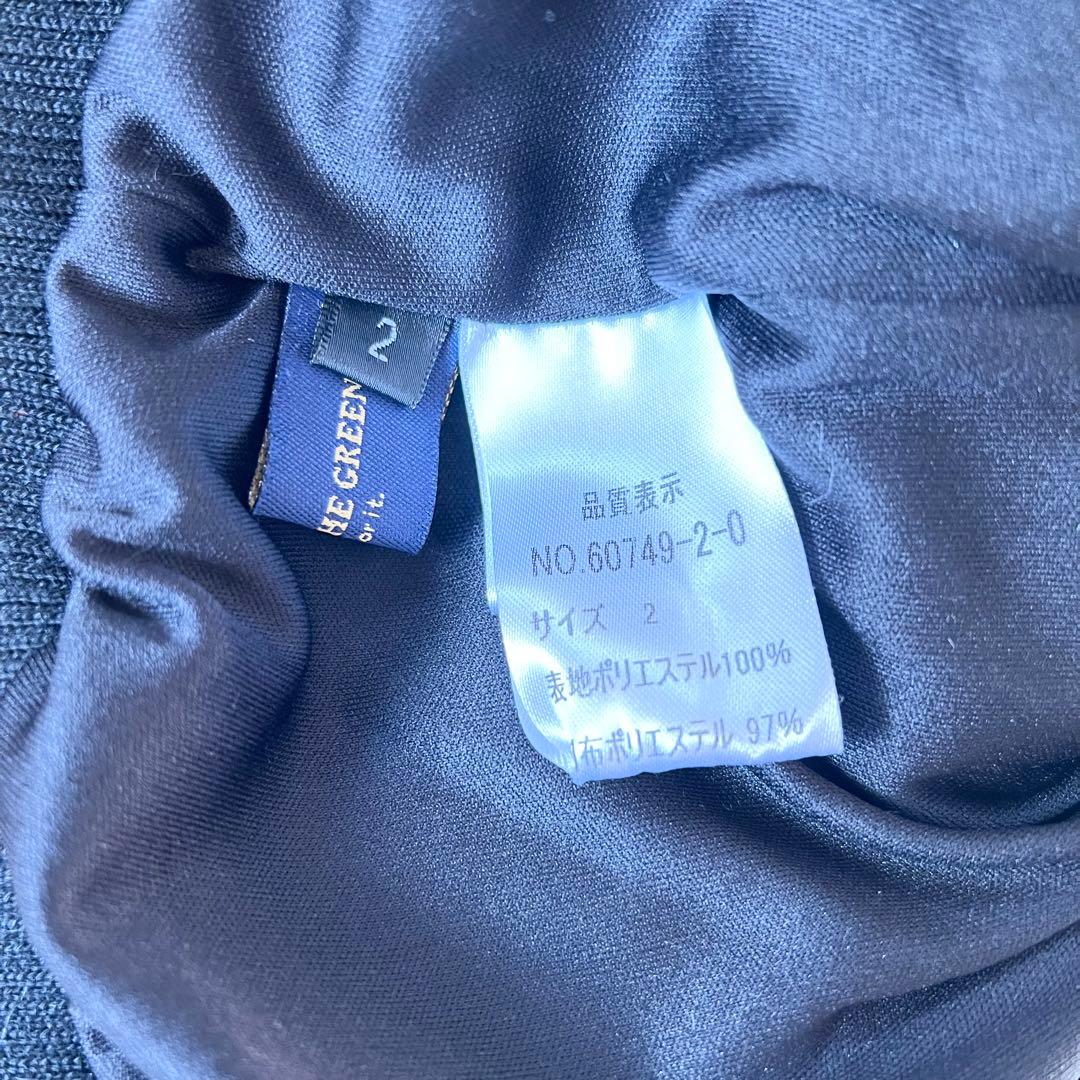 2
HE GREEN
or it.
品質表示
NO.60749-2-0
サイズ 2
表地ポリエステル100%
布ポリエステル 97%